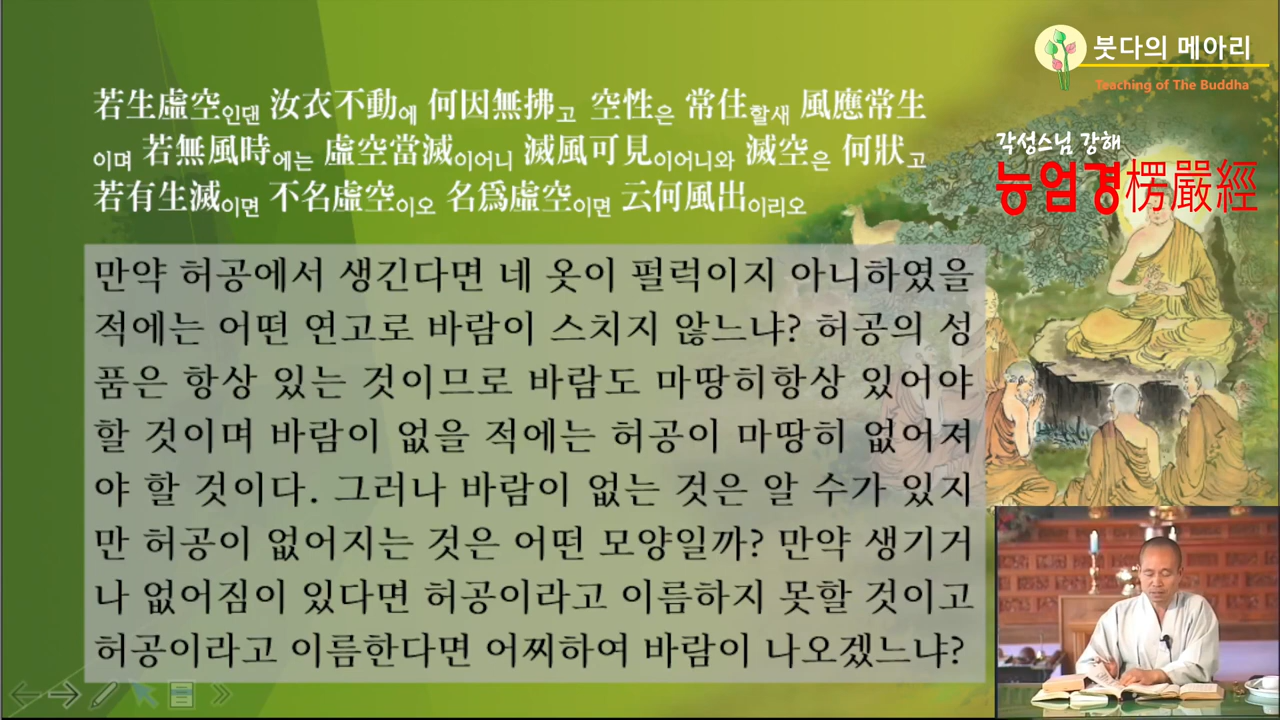 붓다의 메아리
Teaching of The Buddha
각성스님 강해
능엄경楞嚴經
若生虛空인댄 汝衣不動에 何因無拂고 空性은 常住할새 風應常生
이며 若無風時에는 虛空當滅이어니 滅風可見이어니와 滅空은 何狀고
若有生滅이면 不名虛空이오 名爲虛空이면 云何風出이리오
만약 허공에서 생긴다면 네 옷이 펄럭이지 아니하였을
적에는 어떤 연고로 바람이 스치지 않느냐? 허공의 성
품은 항상 있는 것이므로 바람도 마땅히항상 있어야
할 것이며 바람이 없을 적에는 허공이 마땅히 없어져
야 할 것이다. 그러나 바람이 없는 것은 알 수가 있지
만 허공이 없어지는 것은 어떤 모양일까? 만약 생기거
나 없어짐이 있다면 허공이라고 이름하지 못할 것이고
허공이라고 이름한다면 어찌하여 바람이 나오겠느냐?